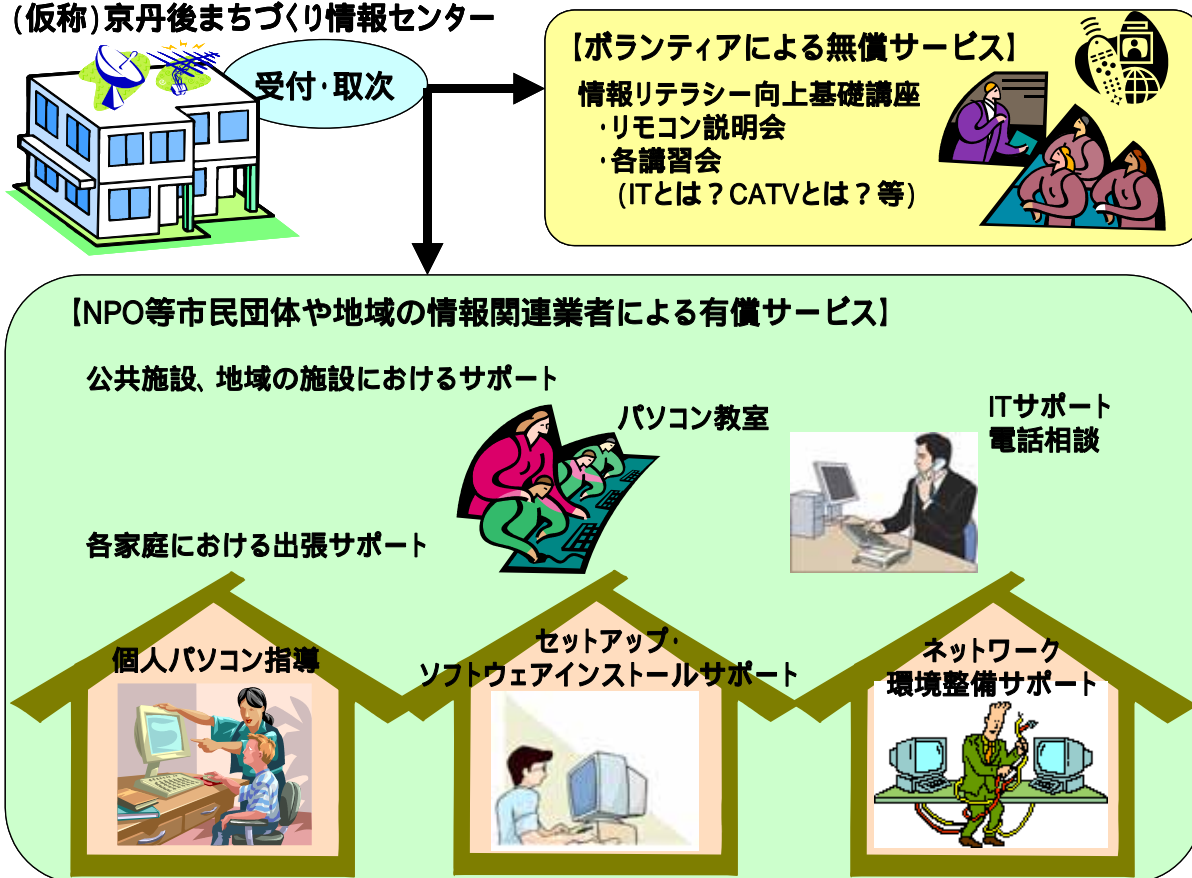 (仮称)京丹後まちづくり情報センター
受付・取次
【ボランティアによる無償サービス】
情報リテラシー向上基礎講座
・リモコン説明会
・各講習会
(ITとは?CATVとは?等)
【NPO等市民団体や地域の情報関連業者による有償サービス】
公共施設、地域の施設におけるサポート
パソコン教室
ITサポート
電話相談
各家庭における出張サポート
個人パソコン指導
セットアップ・
ソフトウェアインストールサポート
ネットワーク
環境整備サポート